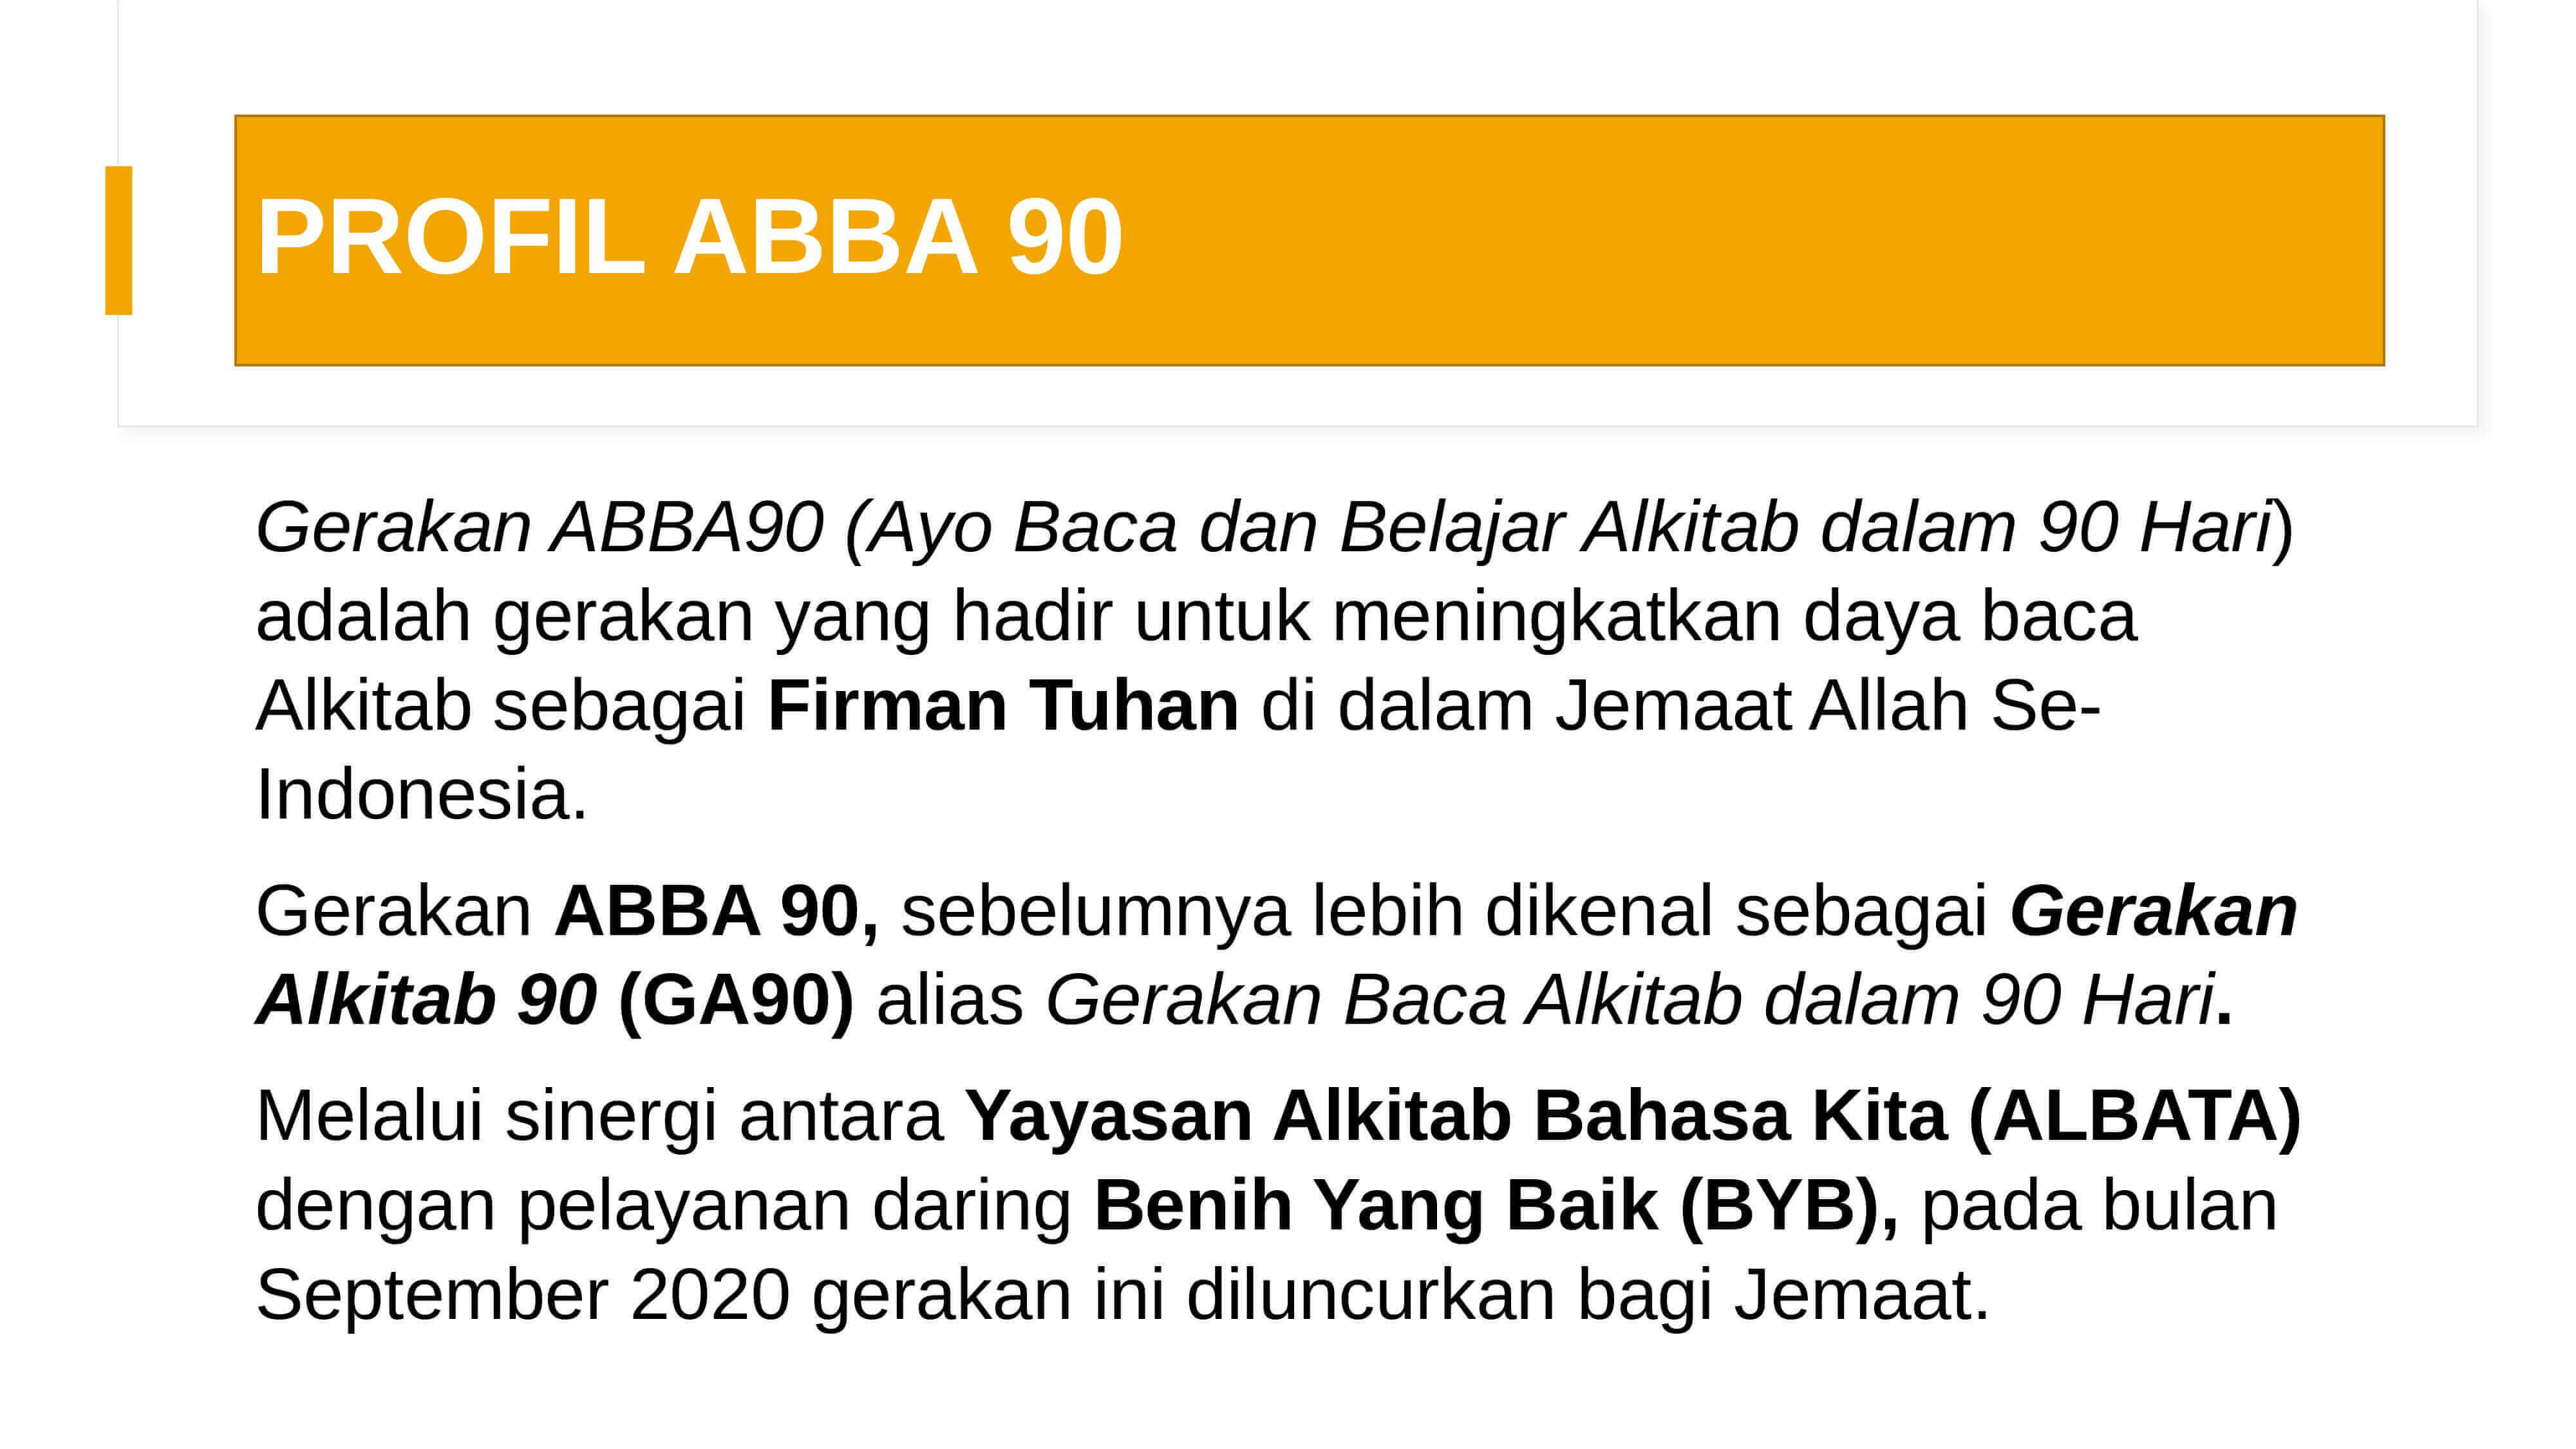 PROFIL ABBA 90
Gerakan ABBA90 (Ayo Baca dan Belajar Alkitab dalam 90 Hari)
adalah gerakan yang hadir untuk meningkatkan daya baca
Alkitab sebagai Firman Tuhan di dalam Jemaat Allah Se-
Indonesia.
Gerakan ABBA 90, sebelumnya lebih dikenal sebagai Gerakan
Alkitab 90 (GA90) alias Gerakan Baca Alkitab dalam 90 Hari.
Melalui sinergi antara Yayasan Alkitab Bahasa Kita (ALBATA)
dengan pelayanan daring Benih Yang Baik (BYB), pada bulan
September 2020 gerakan ini diluncurkan bagi Jemaat.